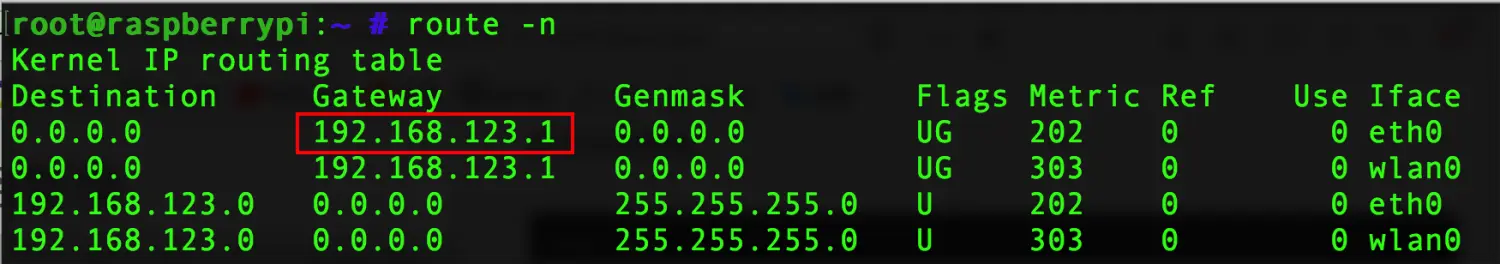 root@raspberrypi:~ # route -n
Kernel IP routing table
Destination Gateway Genmask Flags Metric Ref Use Iface
0.0.0.0 192.168.123.1 0.0.0.0 UG 202 0 0 eth0
0.0.0.0 192.168.123.1 0.0.0.0 UG 303 0 0 wlan0
192.168.123.0 0.0.0.0 255.255.255.0 U 202 0 0 eth0
192.168.123.0 0.0.0.0 255.255.255.0 U 303 0 0 wlan0